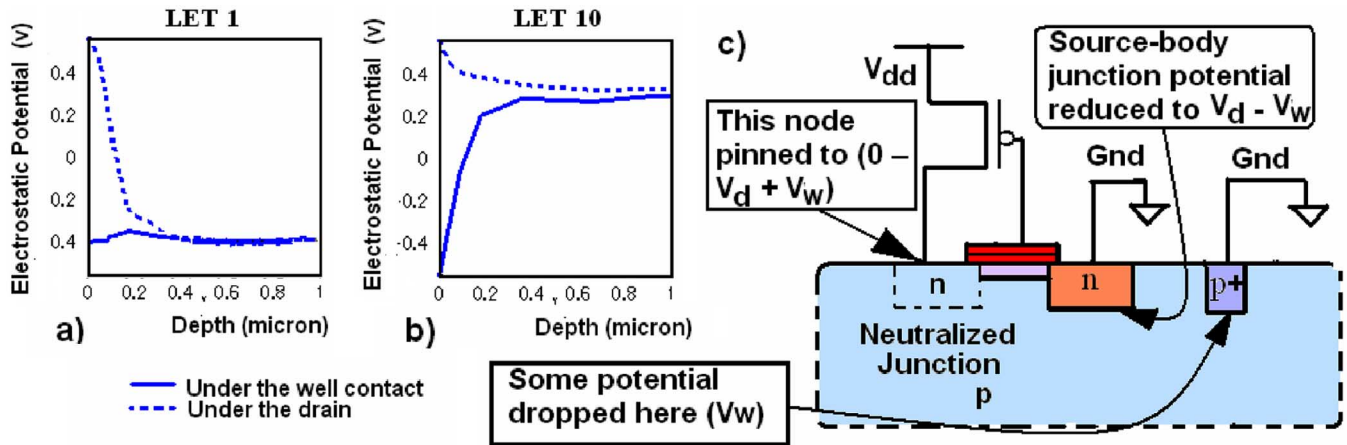 LET 1
Electrostatic Potential (v)
0.4
0.2
0
0.2
0.4
0
0.2
0.4
0.6
0.8
1
Depth (micron)
a)
LET 10
Electrostatic Potential (v)
0.4
0.2
0
0.2
-0.4
0
0.2
0.4
0.6
0.8
1
Depth (micron)
b)
Under the well contact
Under the drain
c)
Vdd
Source-body
junction potential
reduced to Vd - Vw
This node
pinned to (0 –
Vd + Vw)
Gnd
Gnd
n
n
p+
Neutralized
Junction
p
Some potential
dropped here (Vw)